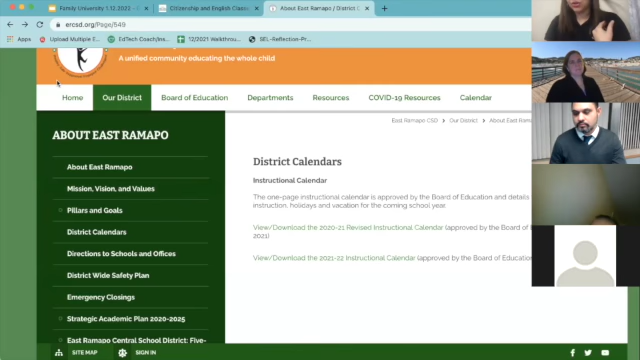 Family University 1.12.2022 -
Citizenship and English Classe
About East Ramapo / District C
ercsd.org/Page/549
Apps
Upload Multiple E...
EdTech Coach/Ins...
12/2021 Walkthrou...
SEL-Reflection-Pr...
A unified community educating the whole child
Home
Our District
Board of Education
Departments
Resources
COVID-19 Resources
Calendar
East Ramapo CSD > Our District > About East Ram
ABOUT EAST RAMAPO
About East Ramapo
Mission, Vision, and Values
Pillars and Goals
District Calendars
Directions to Schools and Offices
District Wide Safety Plan
Emergency Closings
Strategic Academic Plan 2020-2025
East Ramapo Central School District: Five-
District Calendars
Instructional Calendar
The one-page instructional calendar is approved by the Board of Education and details
instruction, holidays and vacation for the coming school year.
View/Download the 2020-21 Revised Instructional Calendar (approved by the Board of
2021)
View/Download the 2021-22 Instructional Calendar (approved by the Board of Education
SITE MAP
SIGN IN